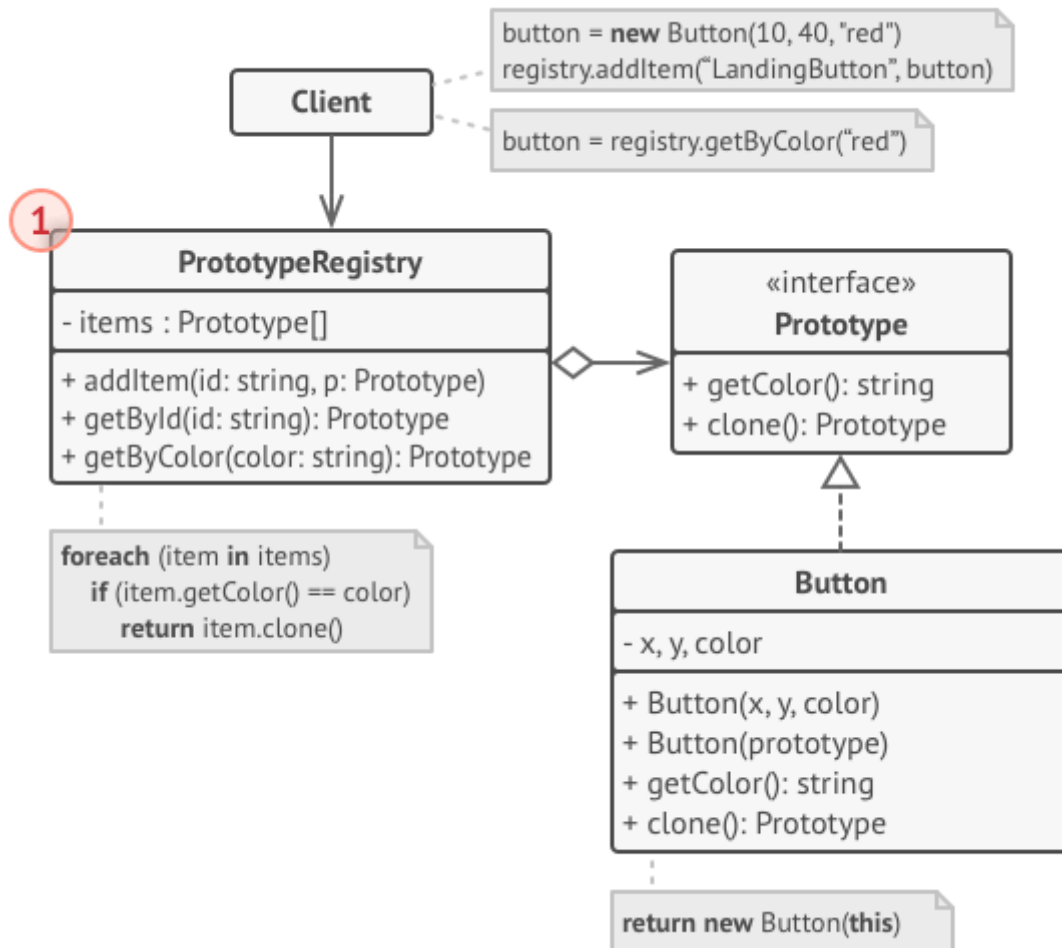 button = new Button(10, 40, "red")
registry.addItem(“LandingButton”, button)
Client
button = registry.getByColor(“red”)
1
PrototypeRegistry
- items : Prototype[]
+ addItem(id: string, p: Prototype)
+ getById(id: string): Prototype
+ getByColor(color: string): Prototype
foreach (item in items)
if (item.getColor() == color)
return item.clone()
«interface»
Prototype
+ getColor(): string
+ clone(): Prototype
Button
- x, y, color
+ Button(x, y, color)
+ Button(prototype)
+ getColor(): string
+ clone(): Prototype
return new Button(this)